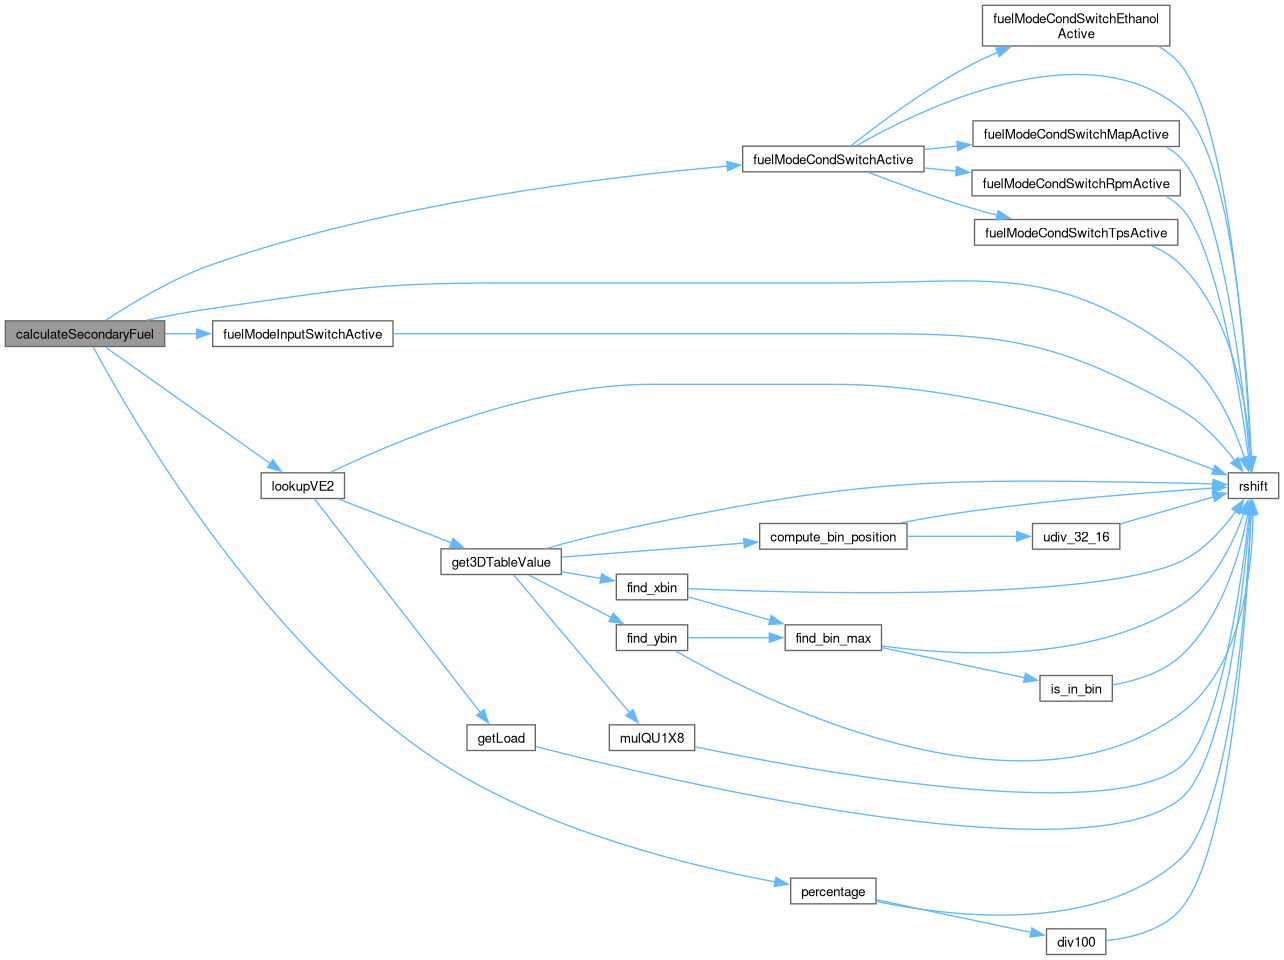 fuelModeCondSwitchEthanol
Active
fuelModeCondSwitchMapActive
fuelModeCondSwitchActive
fuelModeCondSwitchRpmActive
fuelModeCondSwitchTpsActive
calculateSecondaryFuel
fuelModeInputSwitchActive
lookupVE2
rshift
compute_bin_position
udiv_32_16
get3DTableValue
find_xbin
find_ybin
find_bin_max
is_in_bin
getLoad
mulQU1X8
percentage
div100